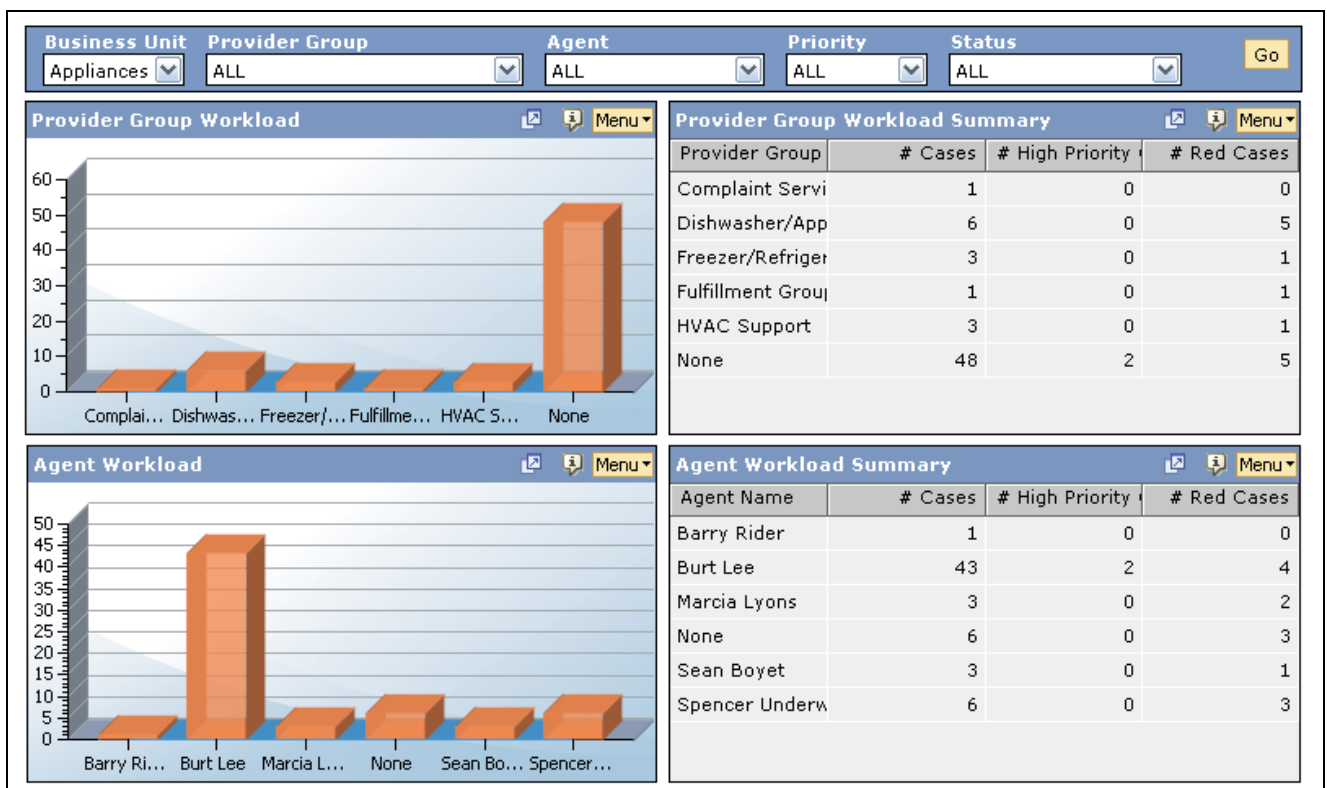 Business Unit Provider Group Agent Priority Status
Appliances ALL ALL ALL ALL Go
Provider Group Workload Menu
60
50
40
30
20
10
0
Complai... Dishwas... Freezer/... Fulfillme... HVAC S... None
Provider Group Workload Summary Menu
Provider Group # Cases # High Priority # Red Cases
Complaint Servi 1 0 0
Dishwasher/App 6 0 5
Freezer/Refriger 3 0 1
Fulfillment Grou 1 0 1
HVAC Support 3 0 1
None 48 2 5
Agent Workload Menu
50
45
40
35
30
25
20
15
10
5
0
Barry Ri... Burt Lee Marcia L... None Sean Bo... Spencer...
Agent Workload Summary Menu
Agent Name # Cases # High Priority # Red Cases
Barry Rider 1 0 0
Burt Lee 43 2 4
Marcia Lyons 3 0 2
None 6 0 3
Sean Boyet 3 0 1
Spencer Underw 6 0 3